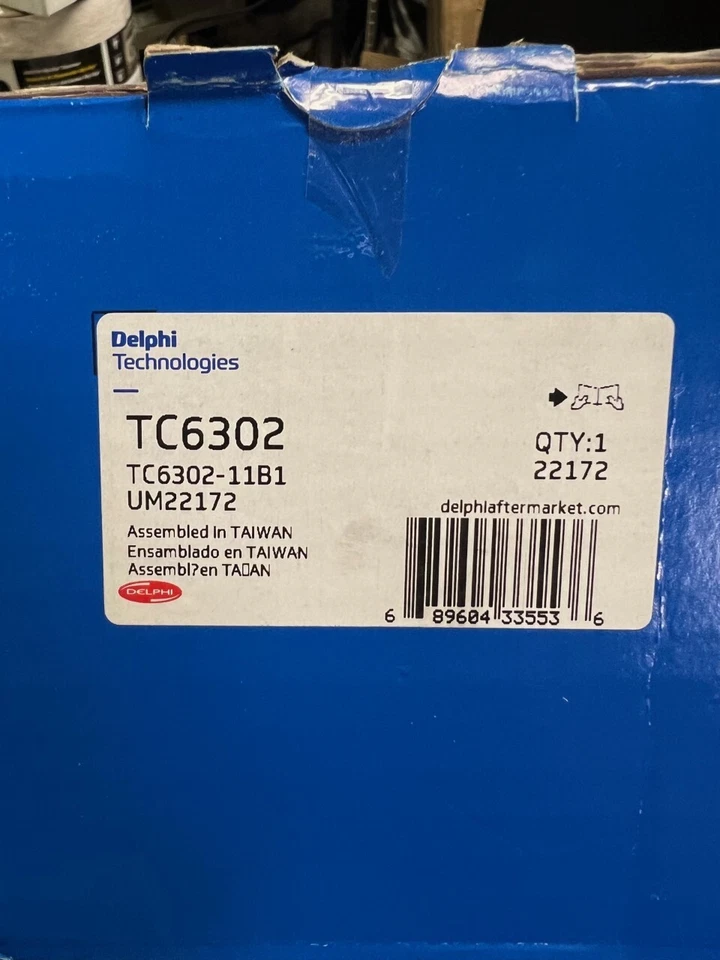 Delphi
Technologies
TC6302
QTY:1
TC6302-11B1
22172
UM22172
delphiaftermarket.com
Assembled in TAIWAN
Ensamblado en TAIWAN
Assembl?en TA□AN
DELPHI
6 89604 33553 6